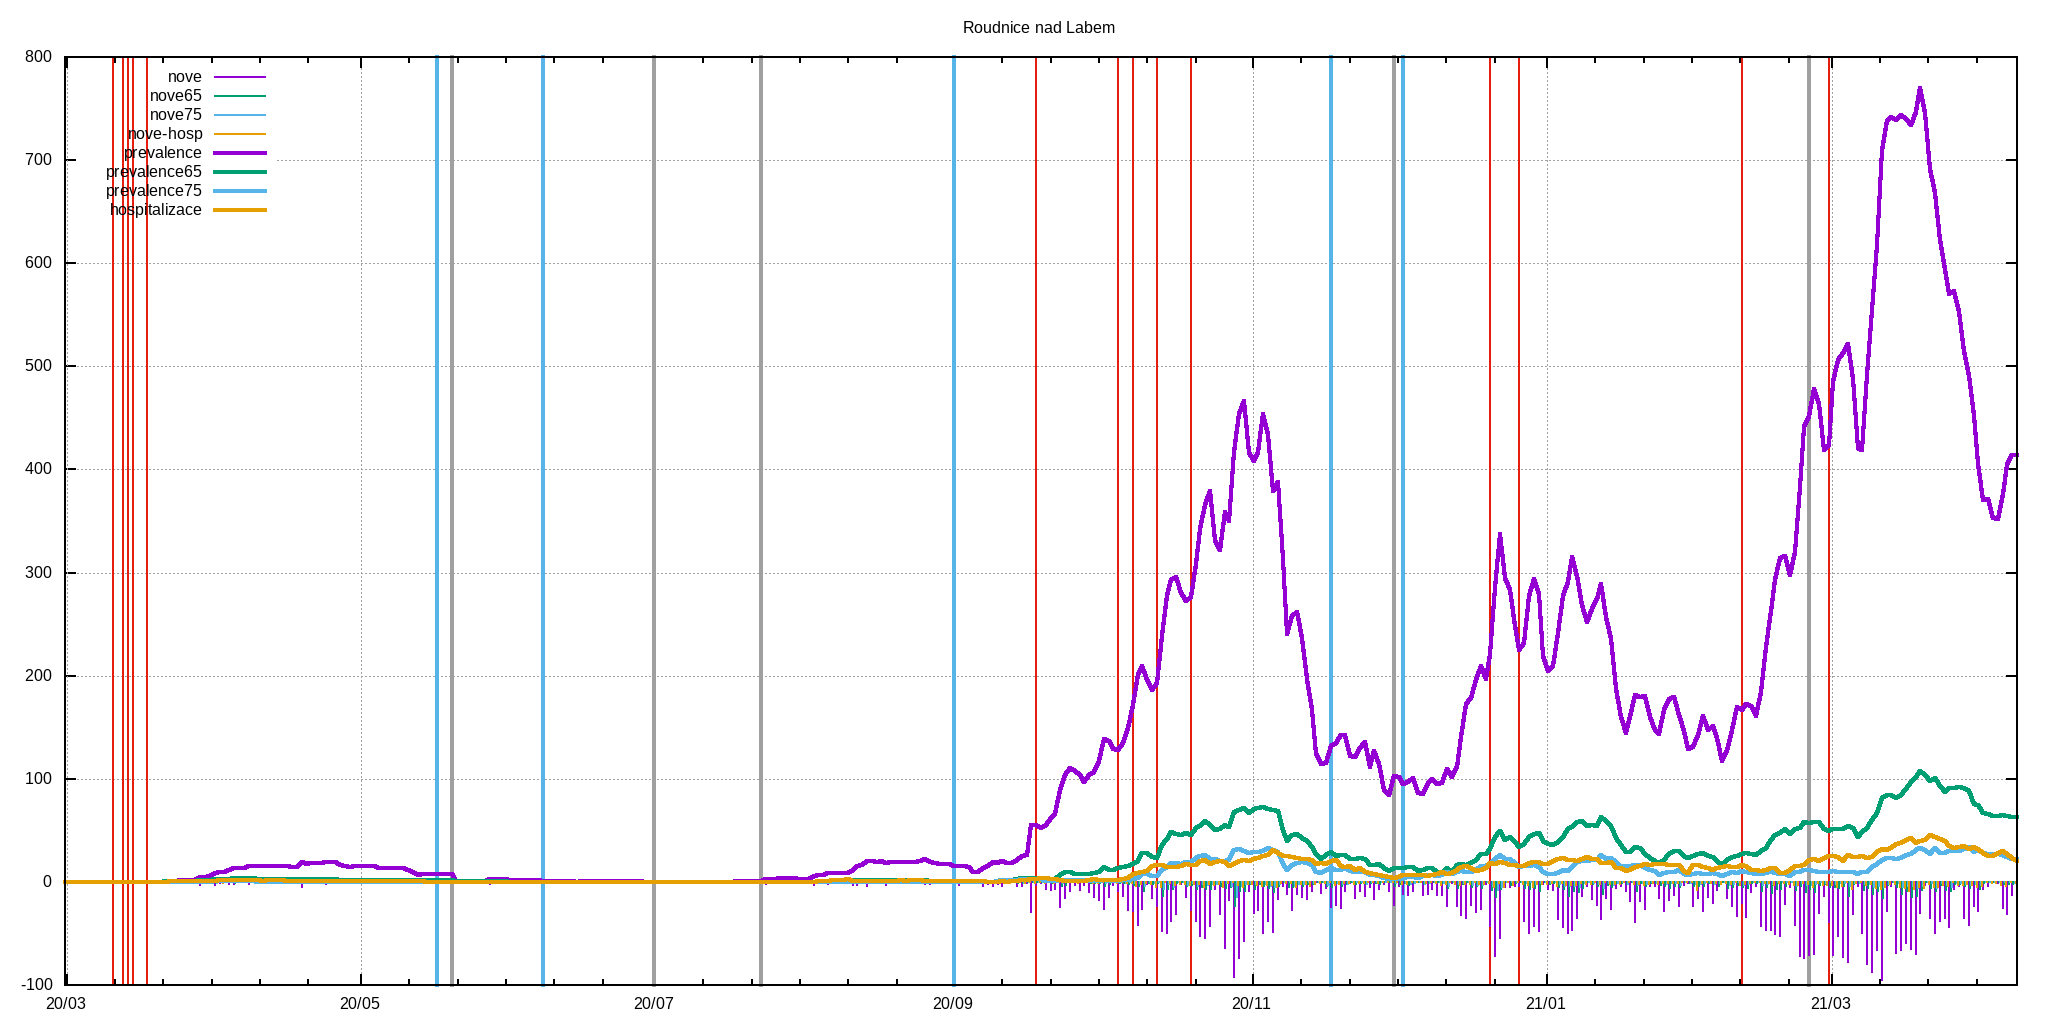 Roudnice nad Labem
800
700
600
500
400
300
200
100
0
-100
nove
nove65
nove75
nove-hosp
prevalence
prevalence65
prevalence75
hospitalizace
20/03 20/05 20/07 20/09 20/11 21/01 21/03